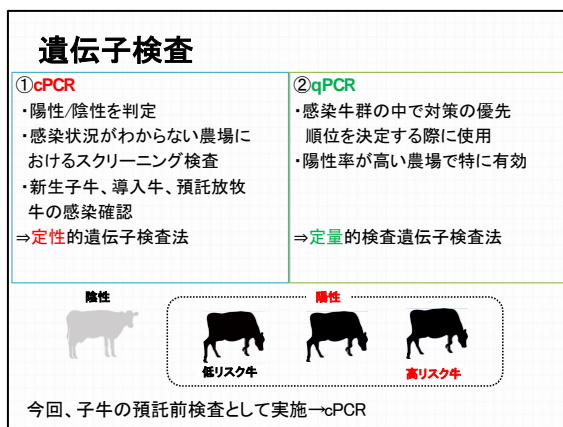 遺伝子検査
①cPCR
・陽性/陰性を判定
・感染状況がわからない農場に
おけるスクリーニング検査
・新生子牛、導入牛、預託放牧
牛の感染確認
⇒定性的遺伝子検査法
②qPCR
・感染牛群の中で対策の優先
順位を決定する際に使用
・陽性率が高い農場で特に有効
⇒定量的検査遺伝子検査法
陰性
陽性
低リスク牛
高リスク牛
今回、子牛の預託前検査として実施→cPCR